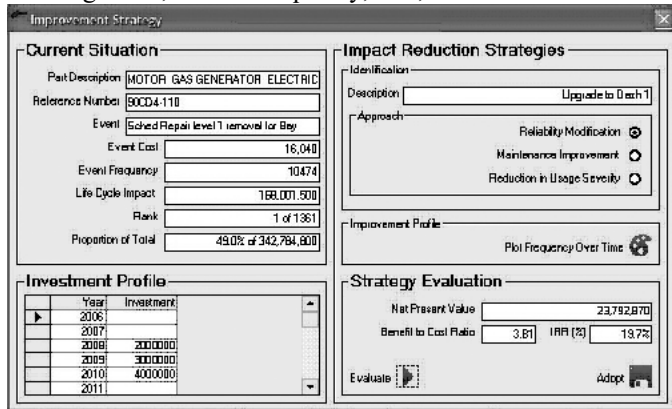 Improvement Strategy
Current Situation
Part Description MOTOR GAS GENERATOR ELECTRIC
Reference Number 90CD4-110
Event Sched Repair level 1 removal for Bay
Event Cost 16,040
Event Frequency 10474
Life Cycle Impact 168,001,500
Rank 1 of 1361
Proportion of Total 49.0% of 342,784,800
Impact Reduction Strategies
Identification
Description Upgrade to Dash 1
Approach
Reliability Modification
Maintenance Improvement
Reduction in Usage Severity
Improvement Profile
Plot Frequency Over Time
Investment Profile
Year Investment
2006
2007
2008 2000000
2009 3000000
2010 4000000
2011
Strategy Evaluation
Net Present Value 23,792,870
Benefit to Cost Ratio 3.81 IRR (%) 19.7%
Evaluate
Adopt